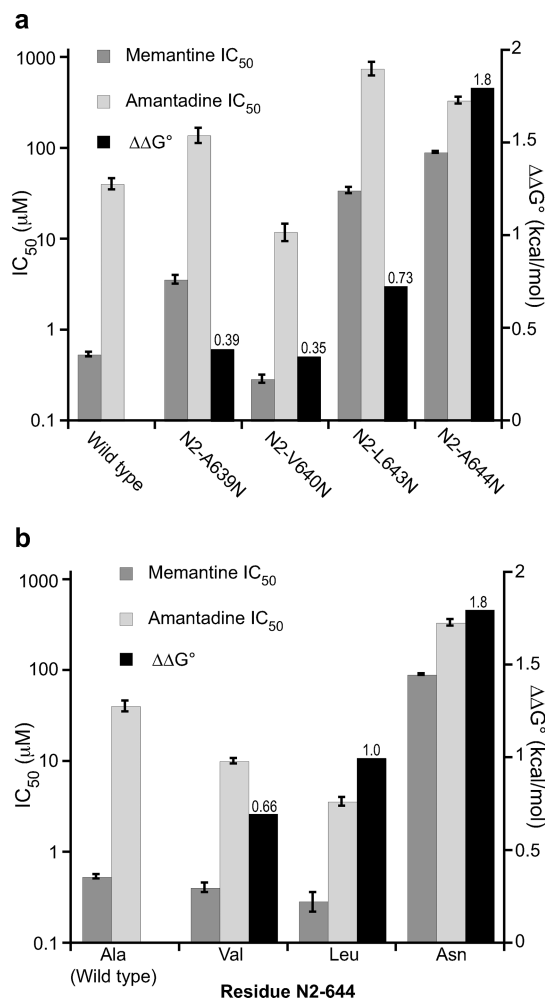 a
Memantine IC50
Amantadine IC50
ΔΔG°
1000
100
10
1
0.1
IC50 (μM)
2
1.5
1
0.5
0
ΔΔG° (kcal/mol)
0.39
0.35
0.73
1.8
Wild type
N2-A639N
N2-V640N
N2-L643N
N2-A644N
b
Memantine IC50
Amantadine IC50
ΔΔG°
1000
100
10
1
0.1
IC50 (μM)
2
1.5
1
0.5
0
ΔΔG° (kcal/mol)
0.66
1.0
1.8
Ala
(Wild type)
Val
Leu
Asn
Residue N2-644